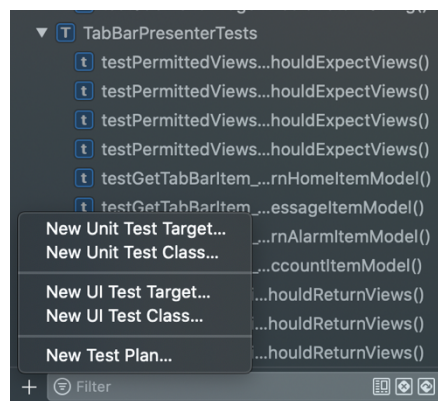 TabBarPresenterTests
testPermittedViews...houldExpectViews()
testPermittedViews...houldExpectViews()
testPermittedViews...houldExpectViews()
testPermittedViews...houldExpectViews()
testGetTabBarItem_...rnHomeItemModel()
testGetTabBarItem_...essageItemModel()
...rnAlarmItemModel()
...ccountItemModel()
...houldReturnViews()
...houldReturnViews()
...houldReturnViews()
New Unit Test Target...
New Unit Test Class...
New UI Test Target...
New UI Test Class...
New Test Plan...
Filter